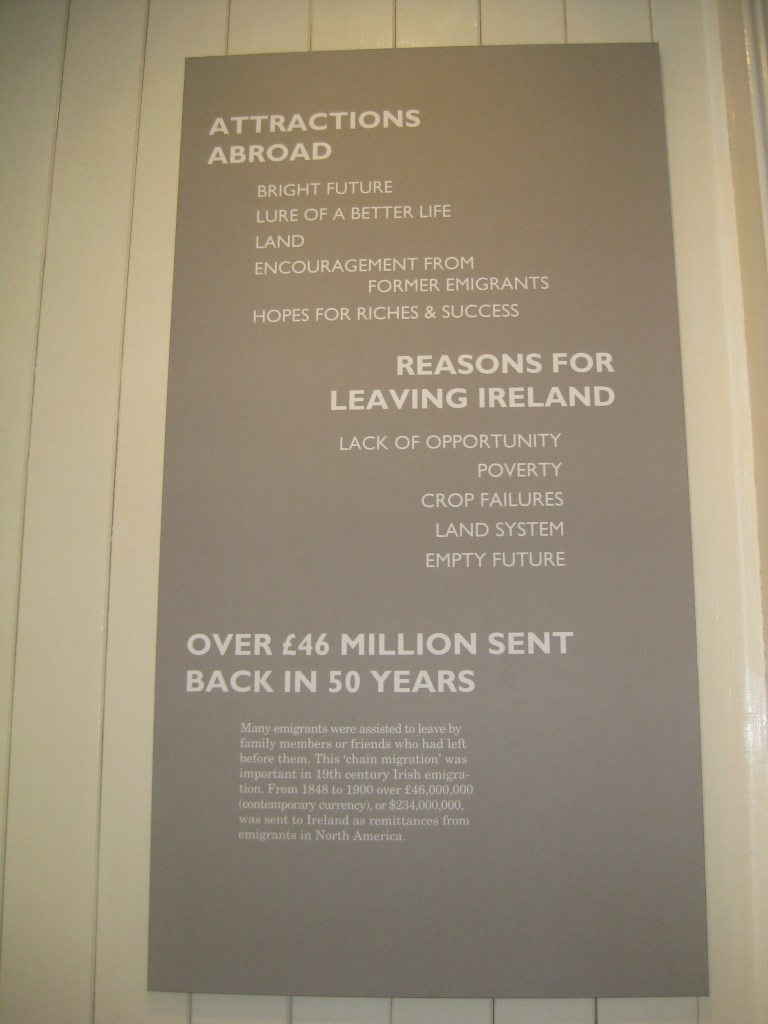 ATTRACTIONS
ABROAD
BRIGHT FUTURE
LURE OF A BETTER LIFE
LAND
ENCOURAGEMENT FROM
FORMER EMIGRANTS
HOPES FOR RICHES & SUCCESS
REASONS FOR
LEAVING IRELAND
LACK OF OPPORTUNITY
POVERTY
CROP FAILURES
LAND SYSTEM
EMPTY FUTURE
OVER £46 MILLION SENT
BACK IN 50 YEARS
Many emigrants were assisted to leave by
family members or friends who had left
before them. This ‘chain migration’ was
important in 19th century Irish emigra-
tion. From 1848 to 1900 over £46,000,000
(contemporary currency), or $234,000,000,
was sent to Ireland as remittances from
emigrants in North America.